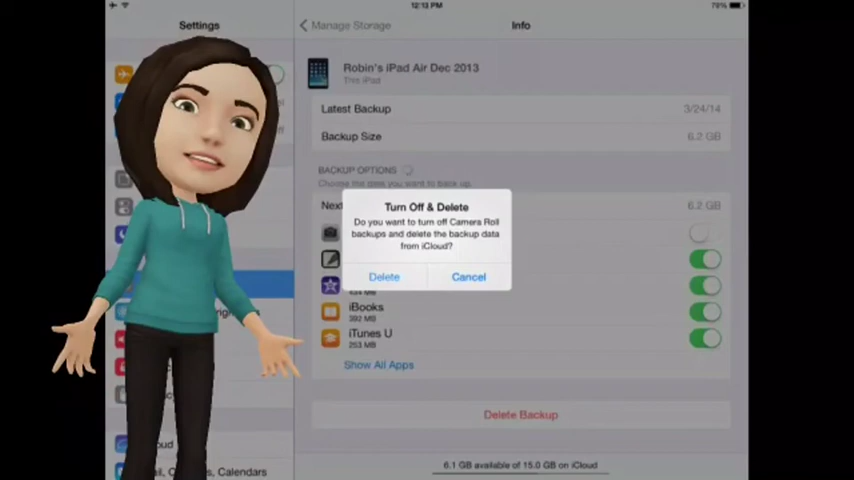 12:13 PM
79%
Settings
Manage Storage
Info
Robin's iPad Air Dec 2013
This iPad
Latest Backup
3/24/14
Backup Size
6.2 GB
BACKUP OPTIONS
Choose the data you want to back up.
Next
6.2 GB
Turn Off & Delete
Do you want to turn off Camera Roll
backups and delete the backup data
from iCloud?
Delete
Cancel
MB
iBooks
392 MB
iTunes U
253 MB
Show All Apps
Delete Backup
Calendars
6.1 GB available of 15.0 GB on iCloud